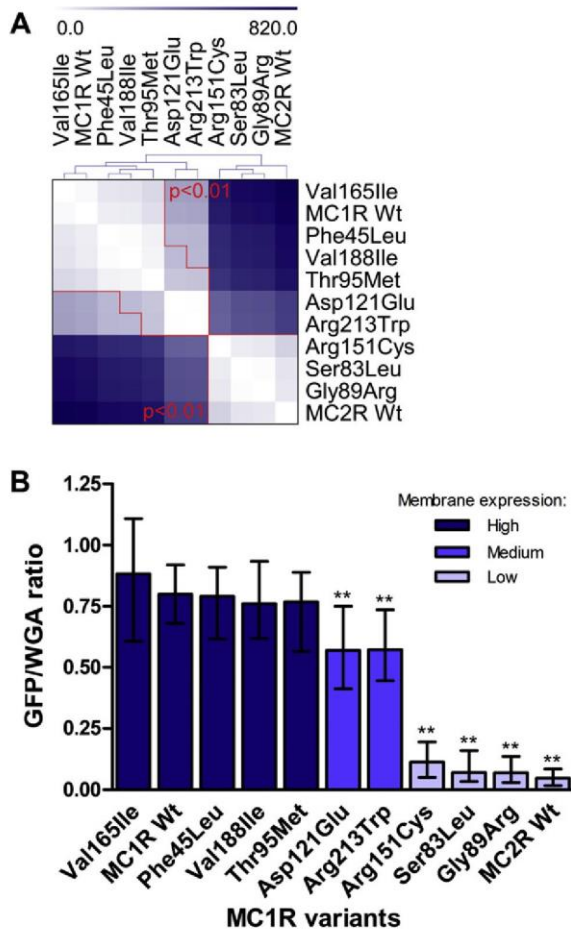 A
0.0 820.0
Val165Ile
MC1R Wt
Phe45Leu
Val188Ile
Thr95Met
Asp121Glu
Arg213Trp
Arg151Cys
Ser83Leu
Gly89Arg
MC2R Wt
p<0.01
Val165Ile
MC1R Wt
Phe45Leu
Val188Ile
Thr95Met
Asp121Glu
Arg213Trp
Arg151Cys
Ser83Leu
Gly89Arg
MC2R Wt
p<0.01
B
GFP/WGA ratio
1.25
1.00
0.75
0.50
0.25
0.00
Membrane expression:
High
Medium
Low
** ** ** ** ** **
Val165Ile
MC1R Wt
Phe45Leu
Val188Ile
Thr95Met
Asp121Glu
Arg213Trp
Arg151Cys
Ser83Leu
Gly89Arg
MC2R Wt
MC1R variants